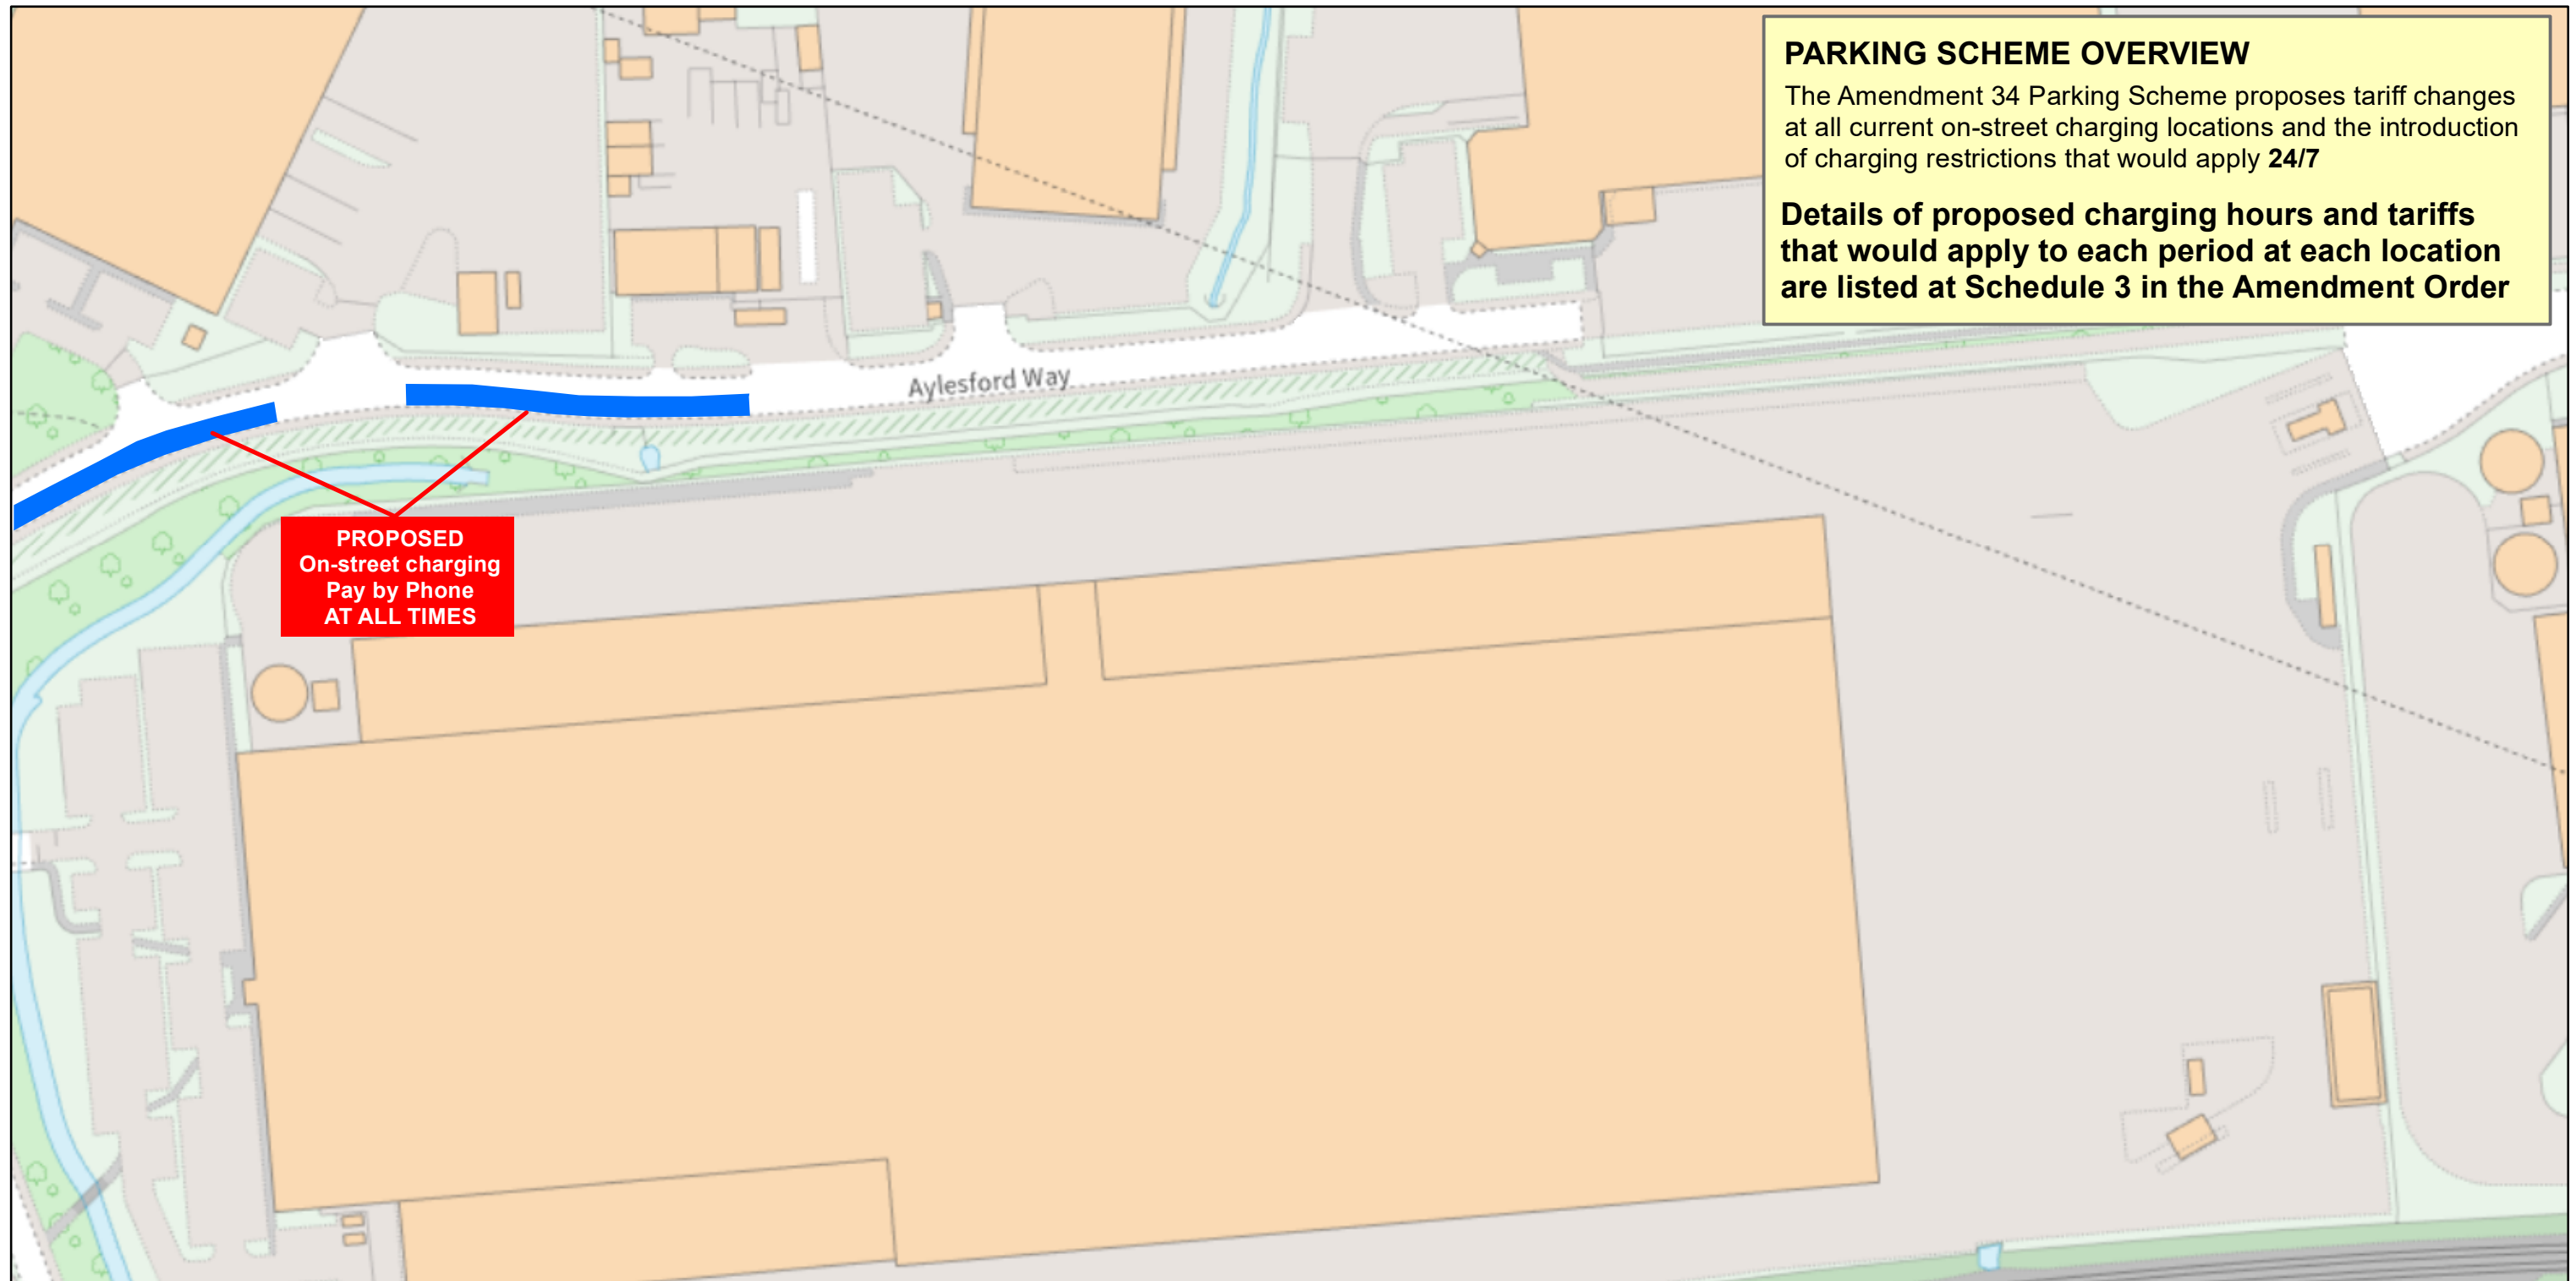 PARKING SCHEME OVERVIEW
The Amendment 34 Parking Scheme proposes tariff changes
at all current on-street charging locations and the introduction
of charging restrictions that would apply 24/7
Details of proposed charging hours and tariffs
that would apply to each period at each location
are listed at Schedule 3 in the Amendment Order
Aylesford Way
PROPOSED
On-street charging
Pay by Phone
AT ALL TIMES